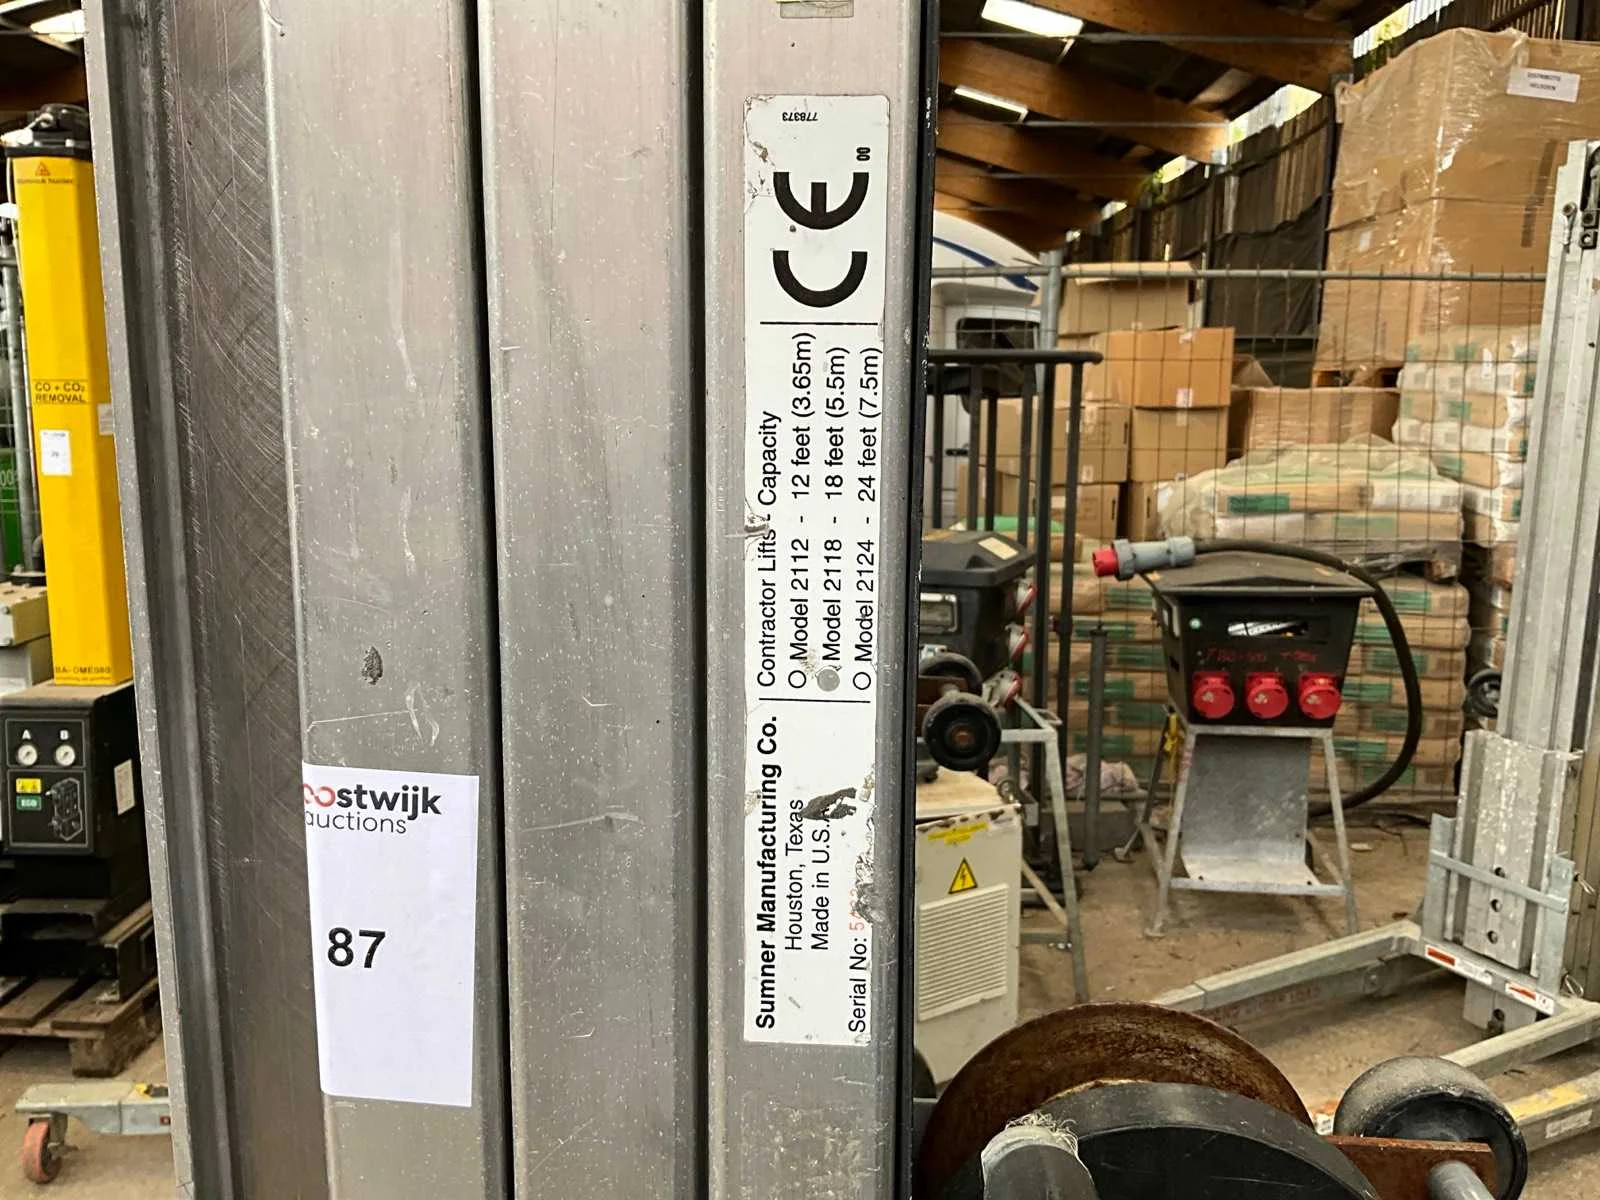 778373
CE
00
Contractor Lifts - Capacity
Model 2112 - 12 feet (3.65m)
Model 2118 - 18 feet (5.5m)
Model 2124 - 24 feet (7.5m)
Sumner Manufacturing Co.
Houston, Texas
Made in U.S.
Serial No:
oostwijk
auctions
87
CO + CO2
REMOVAL
A B
ECO